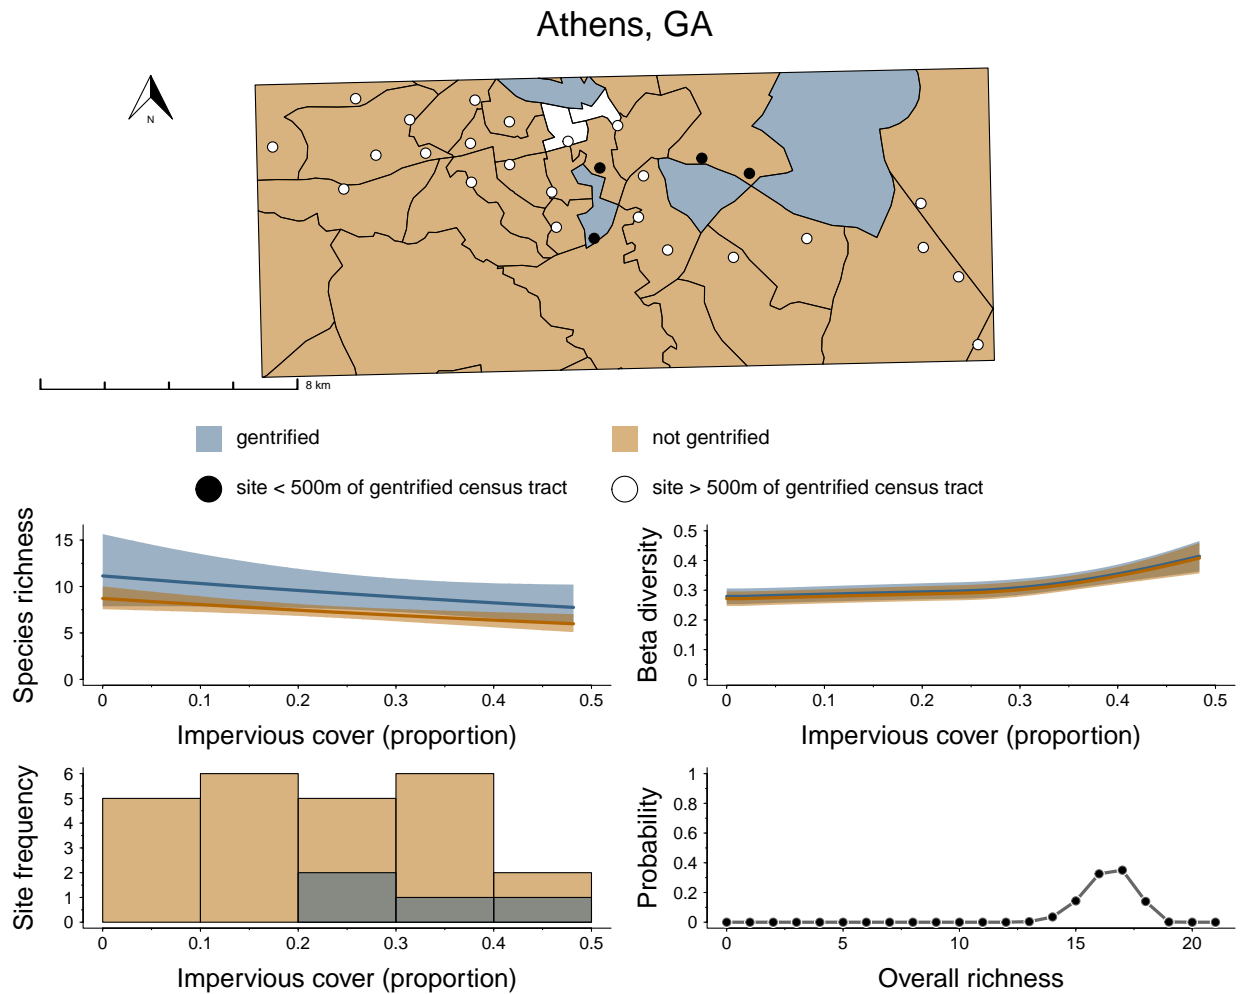 Athens, GA
N
8 km
gentrified
not gentrified
site < 500m of gentrified census tract
site > 500m of gentrified census tract
Species richness
15
10
5
0
0 0.1 0.2 0.3 0.4 0.5
Impervious cover (proportion)
Beta diversity
0.5
0.4
0.3
0.2
0.1
0
0 0.1 0.2 0.3 0.4 0.5
Impervious cover (proportion)
Site frequency
6
5
4
3
2
1
0
0 0.1 0.2 0.3 0.4 0.5
Impervious cover (proportion)
Probability
1
0.8
0.6
0.4
0.2
0
0 5 10 15 20
Overall richness